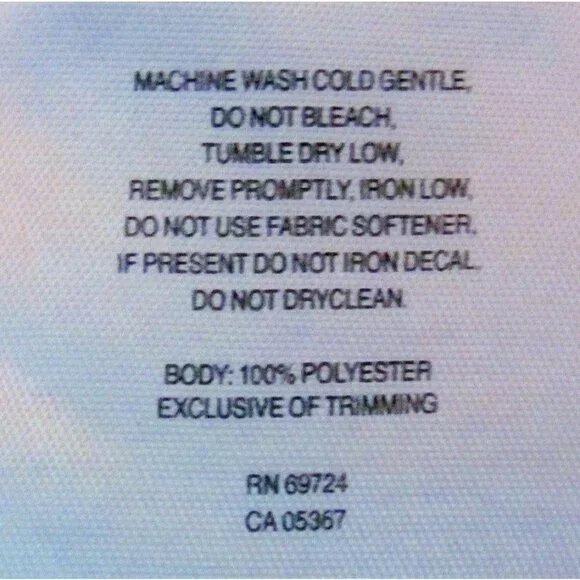 MACHINE WASH COLD GENTLE,
DO NOT BLEACH,
TUMBLE DRY LOW,
REMOVE PROMPTLY, IRON LOW,
DO NOT USE FABRIC SOFTENER.
IF PRESENT DO NOT IRON DECAL.
DO NOT DRYCLEAN.
BODY: 100% POLYESTER
EXCLUSIVE OF TRIMMING
RN 69724
CA 05367